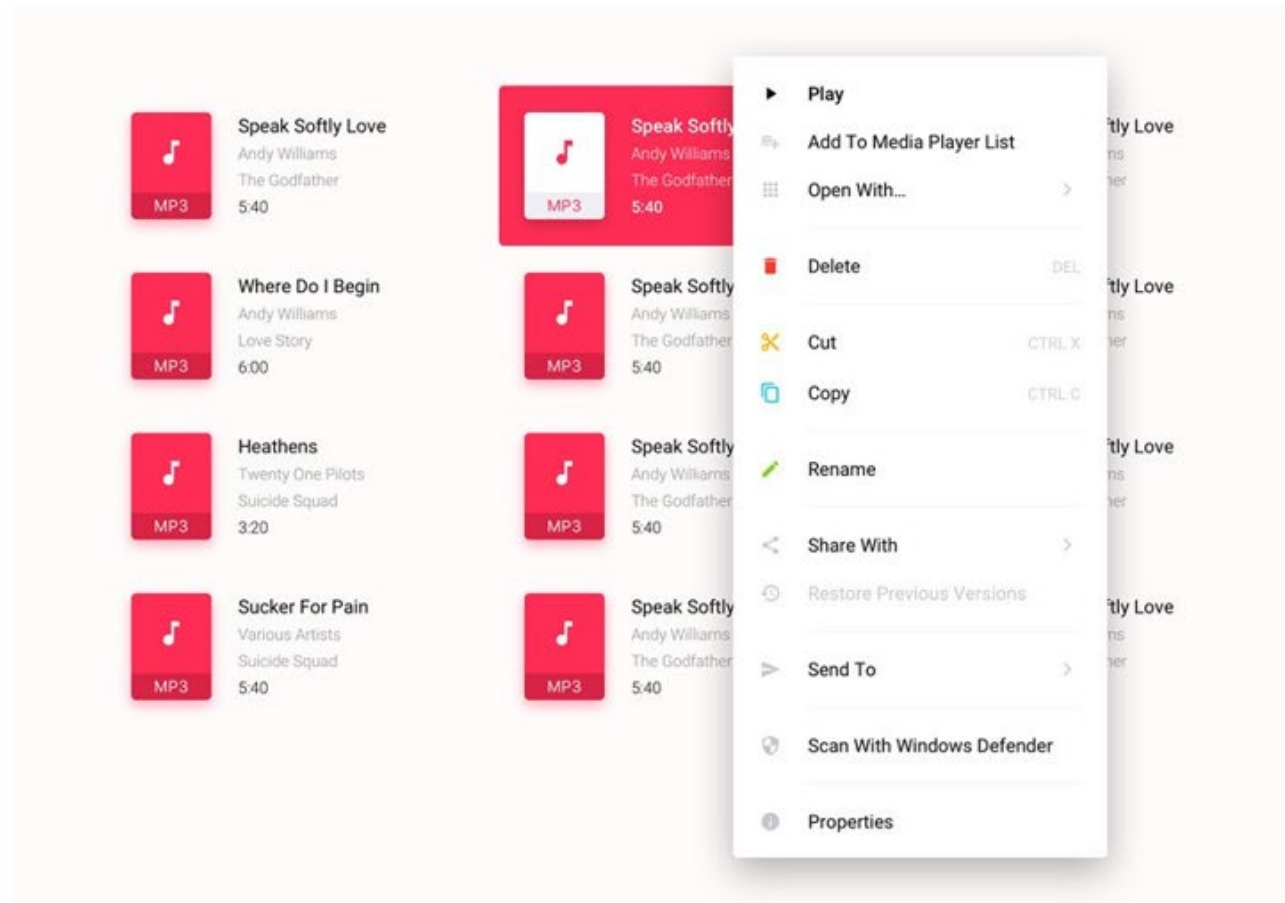 Speak Softly Love
Andy Williams
The Godfather
5:40
MP3
Where Do I Begin
Andy Williams
Love Story
6:00
MP3
Heathens
Twenty One Pilots
Suicide Squad
3:20
MP3
Sucker For Pain
Various Artists
Suicide Squad
5:40
MP3
Speak Softly
Andy Williams
The Godfather
5:40
MP3
Speak Softly
Andy Williams
The Godfather
5:40
MP3
Speak Softly
Andy Williams
The Godfather
5:40
MP3
Speak Softly
Andy Williams
The Godfather
5:40
MP3
Play
Add To Media Player List
Open With...
Delete DEL
Cut CTRL X
Copy CTRL C
Rename
Share With
Restore Previous Versions
Send To
Scan With Windows Defender
Properties
Love
Love
Love
Love